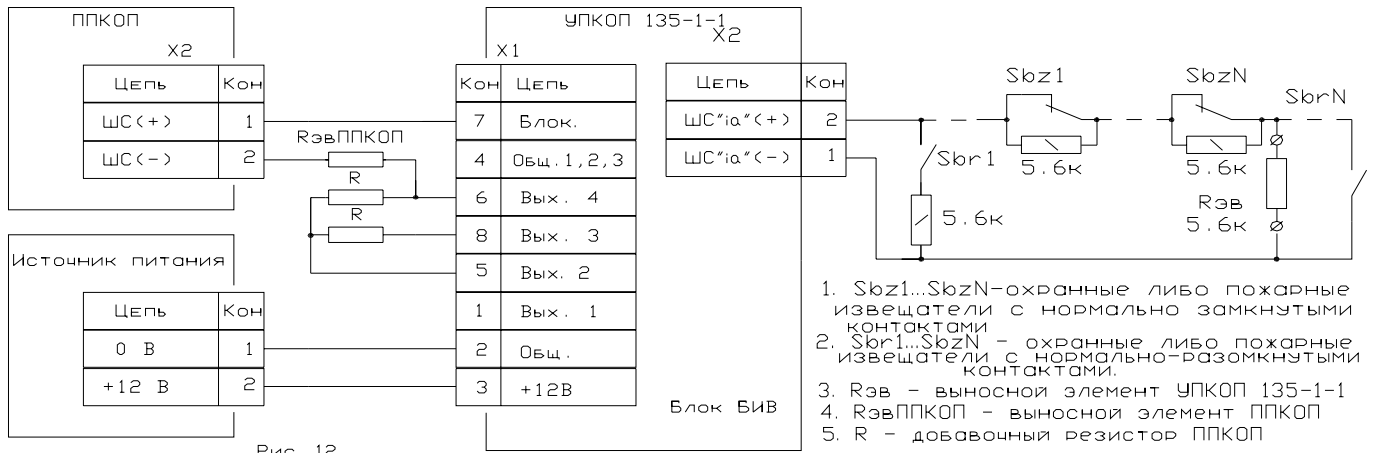 ППКОП
X2
Цепь Кон
ШС(+) 1
ШС(-) 2
RэвППКОП
R
R
Источник питания
Цепь Кон
0 В 1
+12 В 2
УПКОП 135-1-1
X1
X2
Кон Цепь
7 Блок.
4 Общ.1,2,3
6 Вых. 4
8 Вых. 3
5 Вых. 2
1 Вых. 1
2 Общ.
3 +12В
Цепь Кон
ШС"ia"(+) 2
ШС"ia"(-) 1
Блок БИВ
Sbz1
SbzN
SbrN
5.6к
5.6к
Sbr1
5.6к
Rэв
5.6к
1. Sbz1...SbzN-охранные либо пожарные
извещатели с нормально замкнутыми
контактами
2. Sbr1...SbzN - охранные либо пожарные
извещатели с нормально-разомкнутыми
контактами.
3. Rэв - выносной элемент УПКОП 135-1-1
4. RэвППКОП - выносной элемент ППКОП
5. R - добавочный резистор ППКОП
Рис. 12